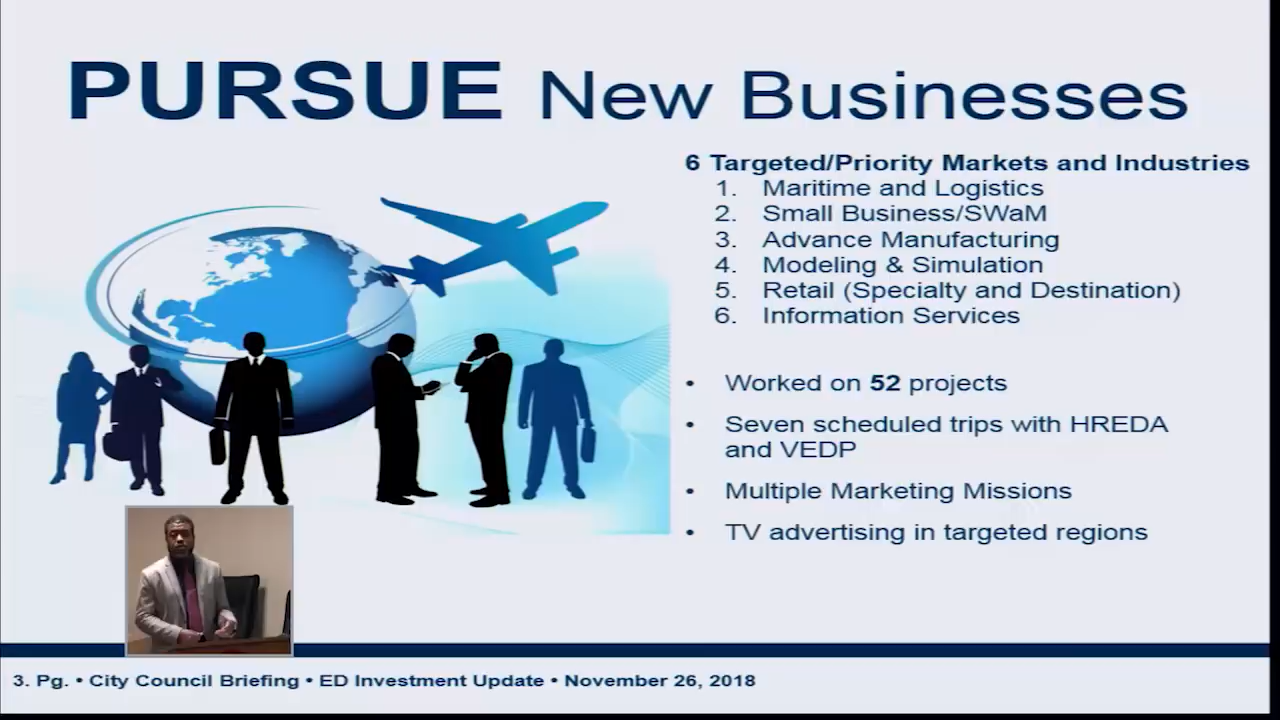 PURSUE New Businesses
6 Targeted/Priority Markets and Industries
1. Maritime and Logistics
2. Small Business/SWaM
3. Advance Manufacturing
4. Modeling & Simulation
5. Retail (Specialty and Destination)
6. Information Services
• Worked on 52 projects
• Seven scheduled trips with HREDA
and VEDP
• Multiple Marketing Missions
• TV advertising in targeted regions
3. Pg. • City Council Briefing • ED Investment Update • November 26, 2018